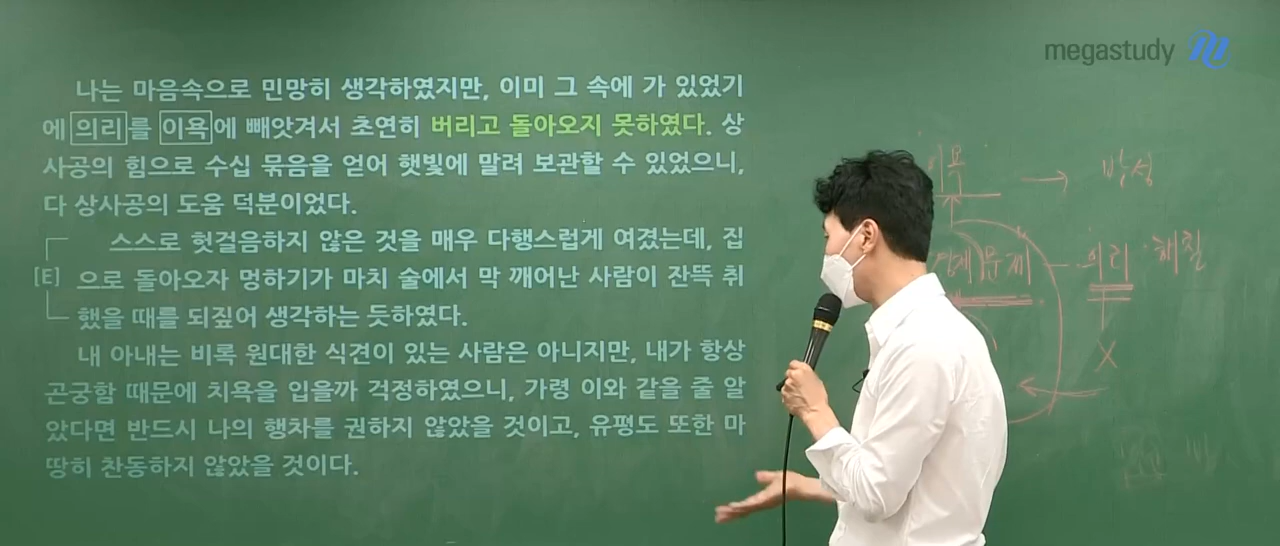 megastudy
나는 마음속으로 민망히 생각하였지만, 이미 그 속에 가 있었기
에 의리를 이욕에 빼앗겨서 초연히 버리고 돌아오지 못하였다. 상
사공의 힘으로 수십 묶음을 얻어 햇빛에 말려 보관할 수 있었으니,
다 상사공의 도움 덕분이었다.
스스로 헛걸음하지 않은 것을 매우 다행스럽게 여겼는데, 집
[E] 으로 돌아오자 멍하기가 마치 술에서 막 깨어난 사람이 잔뜩 취
했을 때를 되짚어 생각하는 듯하였다.
내 아내는 비록 원대한 식견이 있는 사람은 아니지만, 내가 항상
곤궁함 때문에 치욕을 입을까 걱정하였으니, 가령 이와 같을 줄 알
았다면 반드시 나의 행차를 권하지 않았을 것이고, 유평도 또한 마
땅히 찬동하지 않았을 것이다.
이욕 → 반성
문제 의리 해칠
X